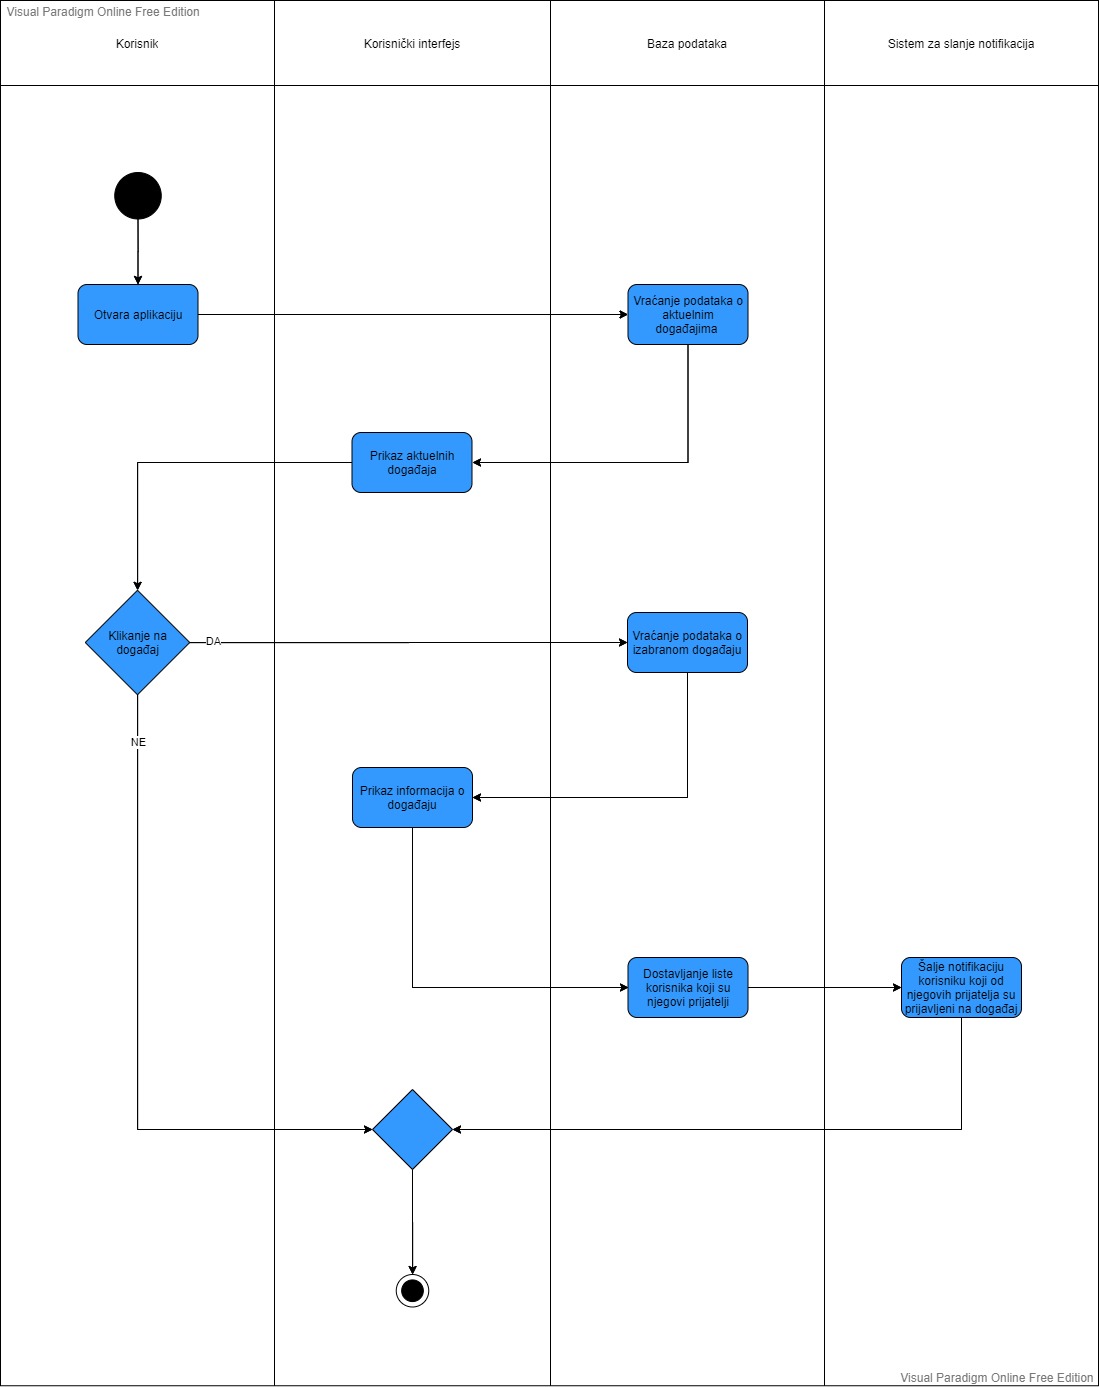 Visual Paradigm Online Free Edition
Korisnik
Korisnički interfejs
Baza podataka
Sistem za slanje notifikacija
Otvara aplikaciju
Vraćanje podataka o
aktuelnim
događajima
Prikaz aktuelnih
događaja
Klikanje na
događaj
DA
Vraćanje podataka o
izabranom događaju
NE
Prikaz informacija o
događaju
Dostavljanje liste
korisnika koji su
njegovi prijatelji
Šalje notifikaciju
korisniku koji od
njegovih prijatelja su
prijavljeni na događaj
Visual Paradigm Online Free Edition